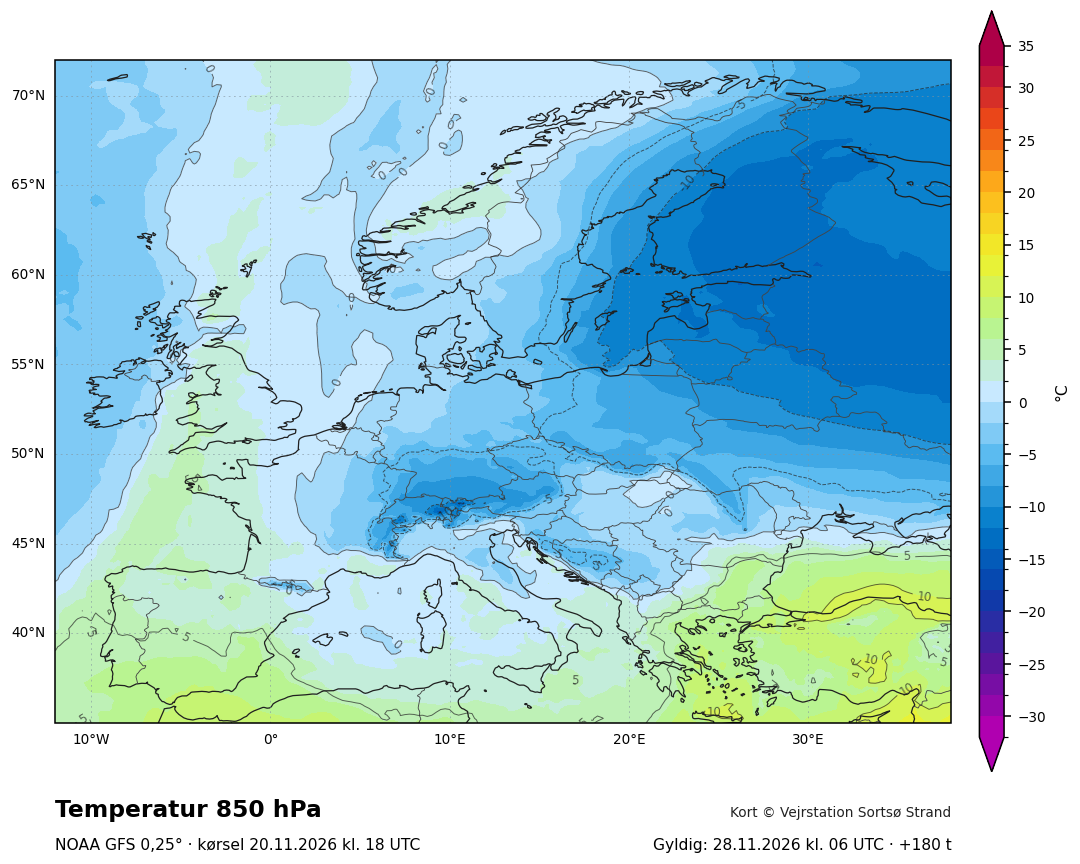 70°N
65°N
60°N
55°N
50°N
45°N
40°N
10°W
0°
10°E
20°E
30°E
35
30
25
20
15
10
5
0
−5
−10
−15
−20
−25
−30
°C
Temperatur 850 hPa
Kort © Vejrstation Sortsø Strand
NOAA GFS 0,25° · kørsel 20.11.2026 kl. 18 UTC
Gyldig: 28.11.2026 kl. 06 UTC · +180 t